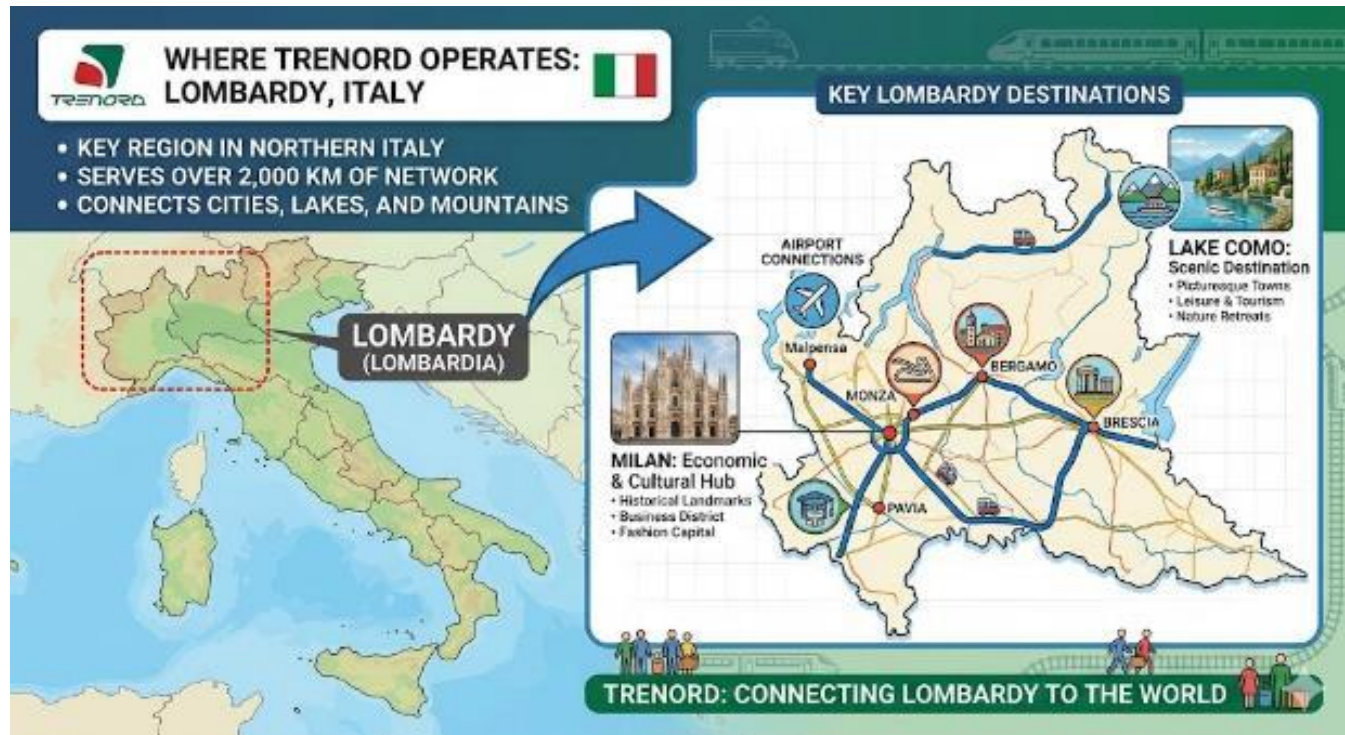 TRENORD
WHERE TRENORD OPERATES:
LOMBARDY, ITALY
• KEY REGION IN NORTHERN ITALY
• SERVES OVER 2,000 KM OF NETWORK
• CONNECTS CITIES, LAKES, AND MOUNTAINS
LOMBARDY
(LOMBARDIA)
KEY LOMBARDY DESTINATIONS
AIRPORT
CONNECTIONS
Malpensa
MONZA
BERGAMO
BRESCIA
PAVIA
LAKE COMO:
Scenic Destination
• Picturesque Towns
• Leisure & Tourism
• Nature Retreats
MILAN: Economic
& Cultural Hub
• Historical Landmarks
• Business District
• Fashion Capital
TRENORD: CONNECTING LOMBARDY TO THE WORLD